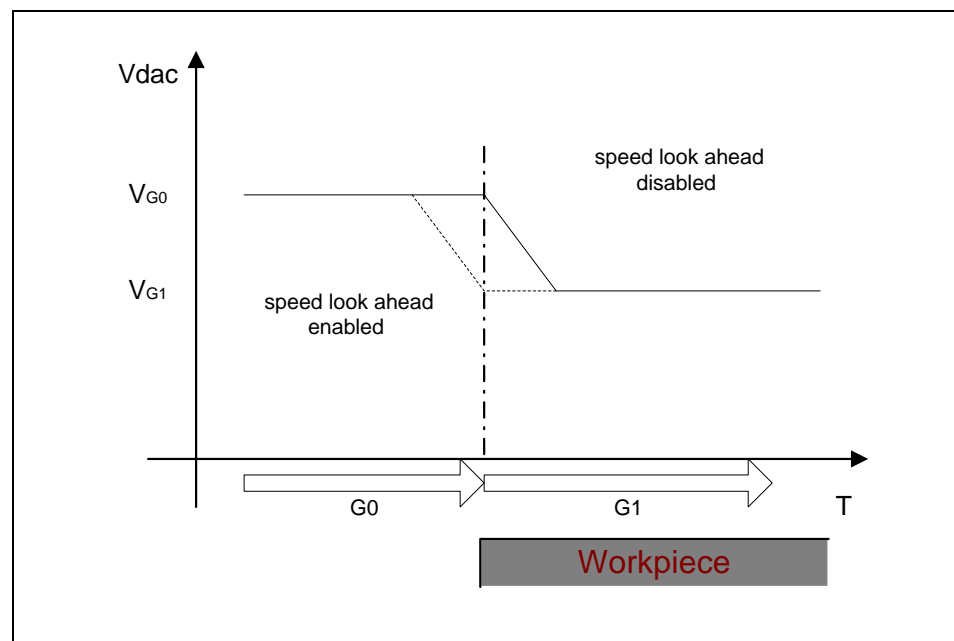 Vdac
speed look ahead
disabled
VG0
VG1
speed look ahead
enabled
G0
G1
T
Workpiece